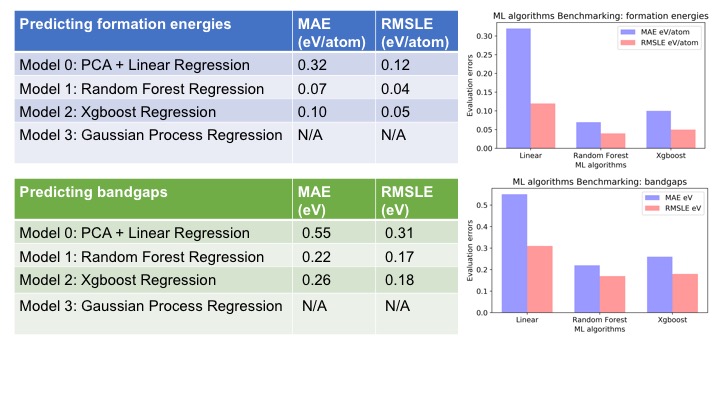 Predicting formation energies MAE (eV/atom) RMSLE (eV/atom)
Model 0: PCA + Linear Regression 0.32 0.12
Model 1: Random Forest Regression 0.07 0.04
Model 2: Xgboost Regression 0.10 0.05
Model 3: Gaussian Process Regression N/A N/A
ML algorithms Benchmarking: formation energies
MAE eV/atom
RMSLE eV/atom
Evaluation errors
0.30
0.25
0.20
0.15
0.10
0.05
0.00
Linear Random Forest Xgboost
ML algorithms
Predicting bandgaps MAE (eV) RMSLE (eV)
Model 0: PCA + Linear Regression 0.55 0.31
Model 1: Random Forest Regression 0.22 0.17
Model 2: Xgboost Regression 0.26 0.18
Model 3: Gaussian Process Regression N/A N/A
ML algorithms Benchmarking: bandgaps
MAE eV
RMSLE eV
Evaluation errors
0.5
0.4
0.3
0.2
0.1
0.0
Linear Random Forest Xgboost
ML algorithms